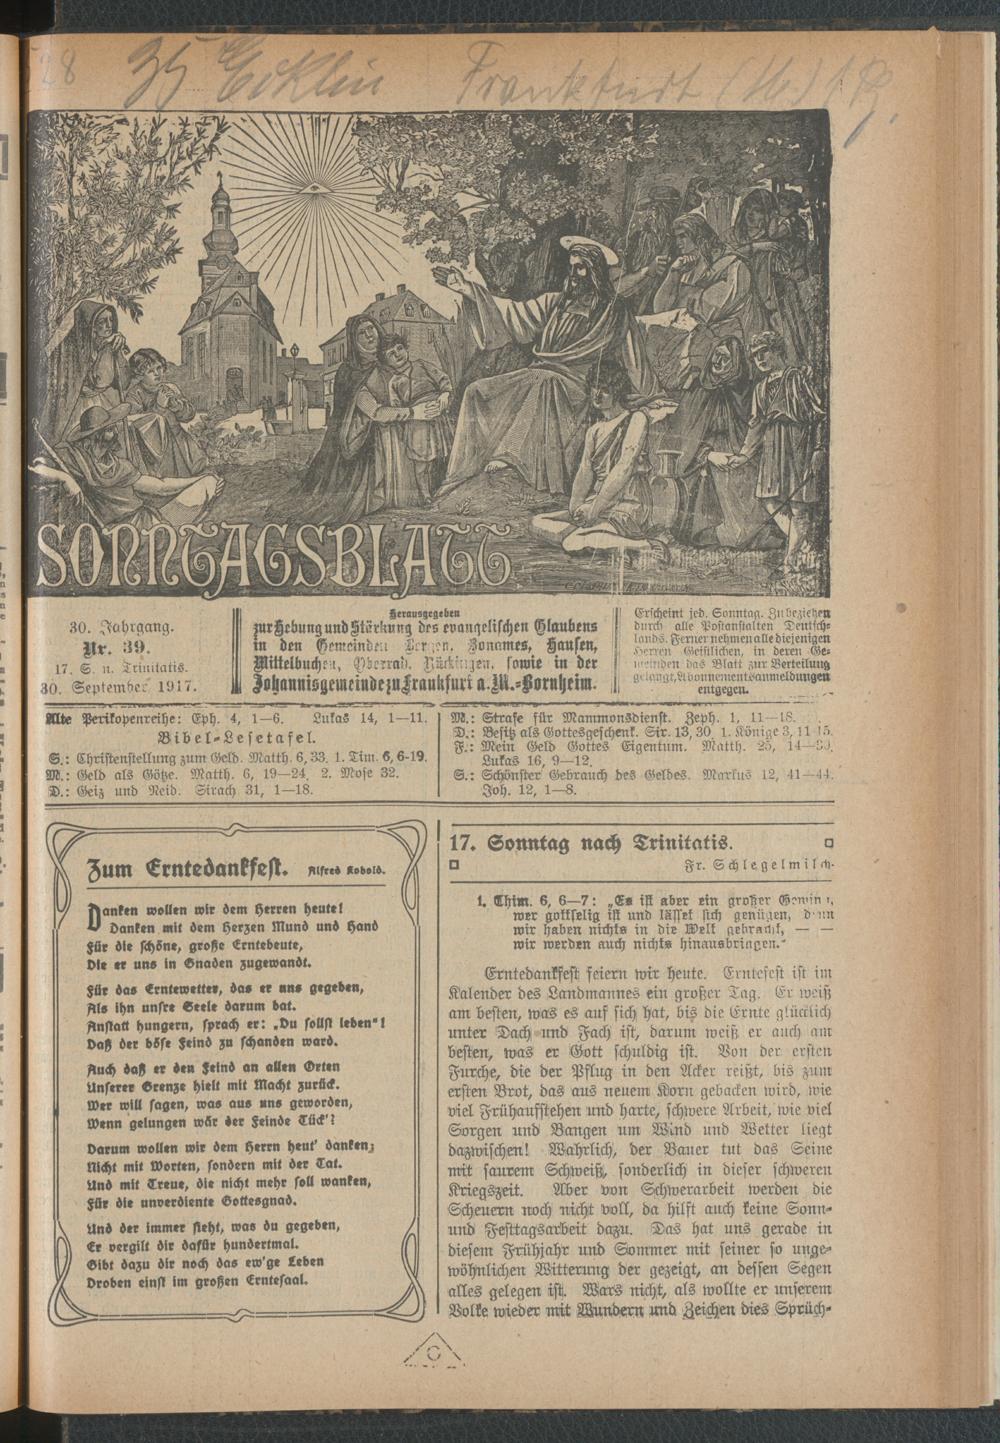 28 35 Ecklin Frankfurt (M.)
SONNTAGSBLATT
30. Jahrgang.
Nr. 39.
17. S. n. Trinitatis.
30. September 1917.
Herausgegeben
zur Hebung und Stärkung des evangelischen Glaubens
in den Gemeinden Bergen, Bonames, Hausen,
Mittelbuchen, Oberrad, Rückingen, sowie in der
Johannisgemeinde zu Frankfurt a. M.-Bornheim.
Erscheint jed. Sonntag. Zu beziehen
durch alle Postanstalten Deutsch-
lands. Ferner nehmen alle diejenigen
Herren Geistlichen, in deren Ge-
meinden das Blatt zur Verteilung
gelangt, Abonnementsanmeldungen
entgegen.
Alte Perikopenreihe: Eph. 4, 1—6. Lukas 14, 1—11.
Bibel-Lesetafel.
S.: Christenstellung zum Geld. Matth. 6, 33. 1. Tim. 6, 6-19.
M.: Geld als Götze. Matth. 6, 19—24. 2. Mose 32.
D.: Geiz und Neid. Sirach 31, 1—18.
M.: Strafe für Mammonsdienst. Zeph. 1, 11—18.
D.: Besitz als Gottesgeschenk. Sir. 13, 30. 1. Könige 3, 11-15.
F.: Mein Geld Gottes Eigentum. Matth. 25, 14—30.
Lukas 16, 9—12.
S.: Schönster Gebrauch des Geldes. Markus 12, 41—44.
Joh. 12, 1—8.
Zum Erntedankfest. Alfred Kobold.
Danken wollen wir dem Herren heute!
Danken mit dem Herzen Mund und Hand
Für die schöne, große Erntebeute,
Die er uns in Gnaden zugewandt.
Für das Erntewetter, das er uns gegeben,
Als ihn unsre Seele darum bat.
Anstatt hungern, sprach er: „Du sollst leben"!
Daß der böse Feind zu schanden ward.
Auch daß er den Feind an allen Orten
Unserer Grenze hielt mit Macht zurück.
Wer will sagen, was aus uns geworden,
Wenn gelungen wär der Feinde Tück'?
Darum wollen wir dem Herrn heut' danken;
Nicht mit Worten, sondern mit der Tat.
Und mit Treue, die nicht mehr soll wanken,
Für die unverdiente Gottesgnad.
Und der immer sieht, was du gegeben,
Er vergilt dir dafür hundertmal.
Gibt dazu dir noch das ew'ge Leben
Droben einst im großen Erntesaal.
17. Sonntag nach Trinitatis.
Fr. Schlegelmilch.
1. Thim. 6, 6—7: „Es ist aber ein großer Gewinn,
wer gottselig ist und lässet sich genügen, denn
wir haben nichts in die Welt gebracht, — —
wir werden auch nichts hinausbringen."
Erntedankfest feiern wir heute. Erntefest ist im
Kalender des Landmannes ein großer Tag. Er weiß
am besten, was es auf sich hat, bis die Ernte glücklich
unter Dach und Fach ist, darum weiß er auch am
besten, was er Gott schuldig ist. Von der ersten
Furche, die der Pflug in den Acker reißt, bis zum
ersten Brot, das aus neuem Korn gebacken wird, wie
viel Frühaufstehen und harte, schwere Arbeit, wie viel
Sorgen und Bangen um Wind und Wetter liegt
dazwischen! Wahrlich, der Bauer tut das Seine
mit saurem Schweiß, sonderlich in dieser schweren
Kriegszeit. Aber von Schwerarbeit werden die
Scheuern noch nicht voll, da hilft auch keine Sonn-
und Festtagsarbeit dazu. Das hat uns gerade in
diesem Frühjahr und Sommer mit seiner so unge-
wöhnlichen Witterung der gezeigt, an dessen Segen
alles gelegen ist. Wars nicht, als wollte er unserem
Volke wieder mit Wundern und Zeichen dies Sprüch-
C